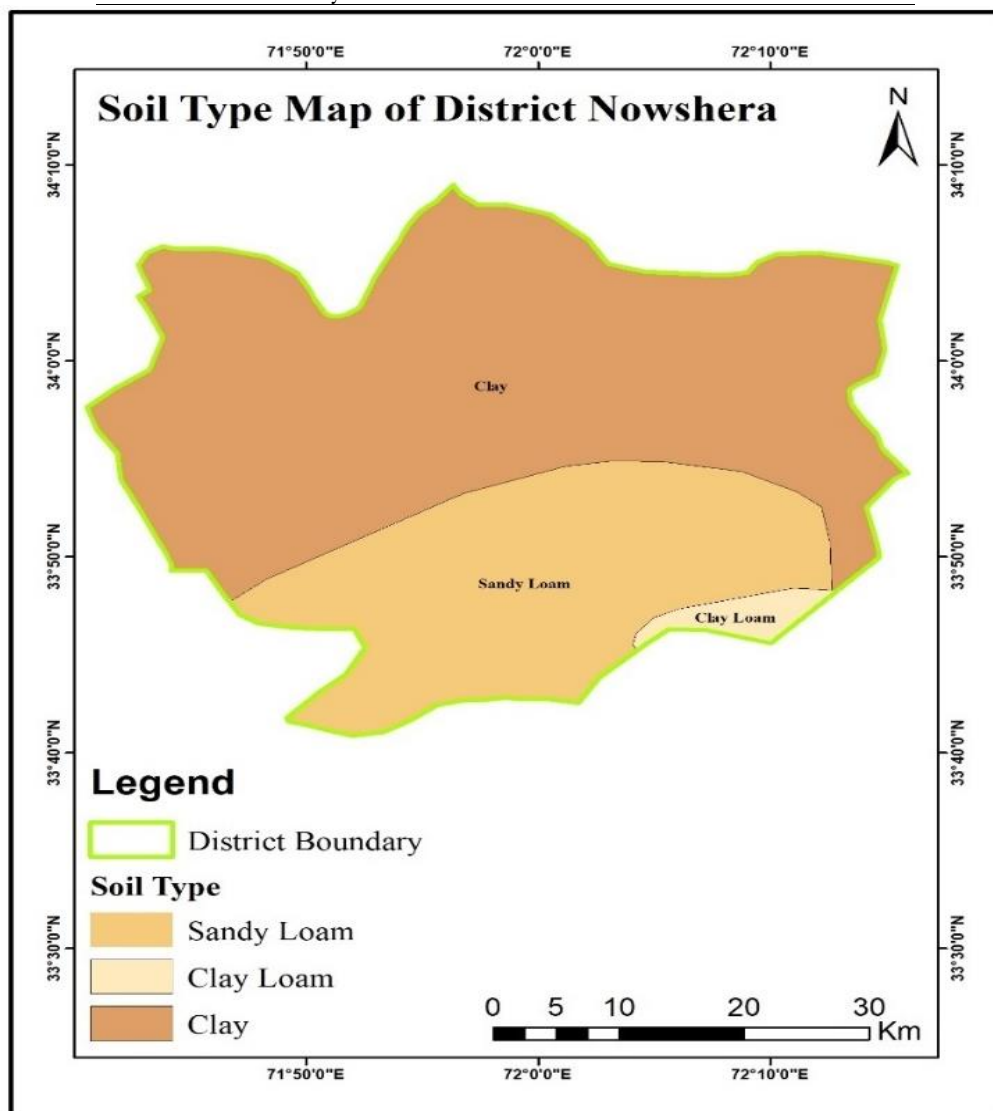 71°50'0"E 72°0'0"E 72°10'0"E
Soil Type Map of District Nowshera
N
34°10'0"N 34°10'0"N
34°0'0"N 34°0'0"N
Clay
33°50'0"N 33°50'0"N
Sandy Loam
Clay Loam
33°40'0"N 33°40'0"N
Legend
District Boundary
Soil Type
Sandy Loam
33°30'0"N 33°30'0"N
Clay Loam
Clay
0 5 10 20 30
Km
71°50'0"E 72°0'0"E 72°10'0"E